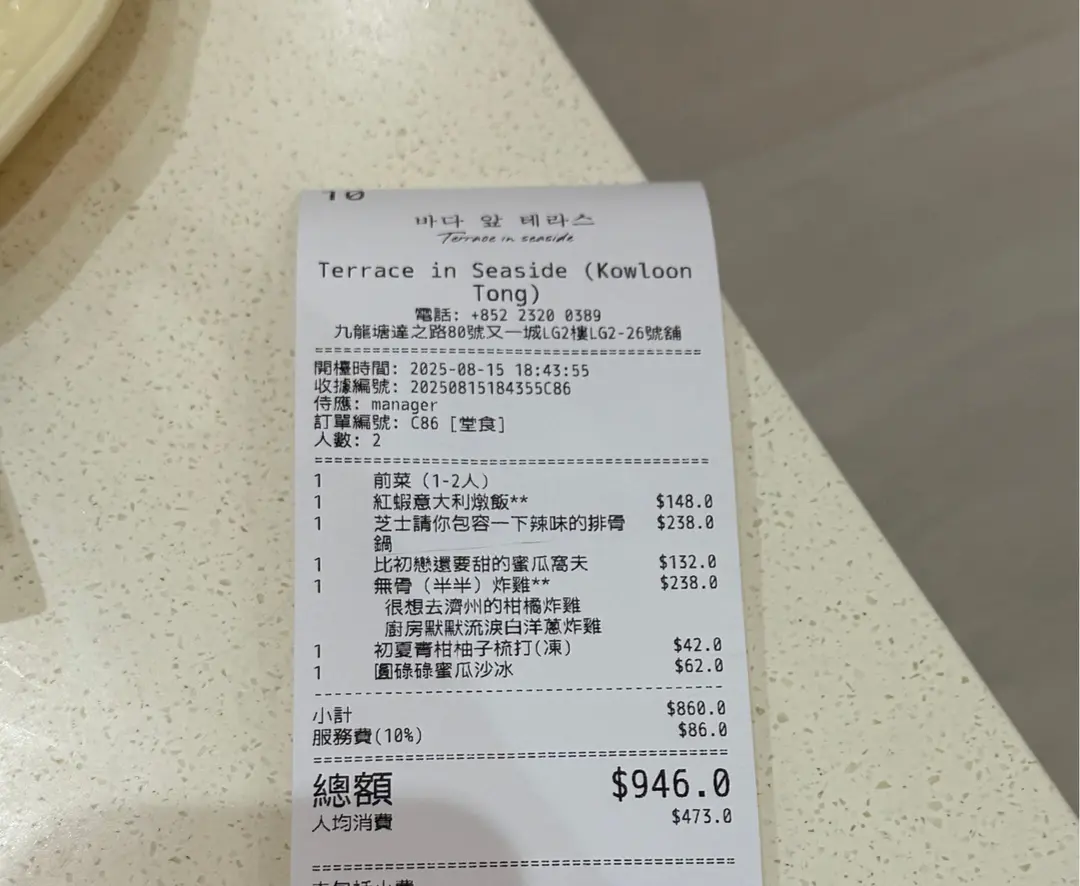 10
바다 앞 테라스
Terrace in seaside
Terrace in Seaside (Kowloon
Tong)
電話: +852 2320 0389
九龍塘達之路80號又一城LG2樓LG2-26號舖
開檯時間: 2025-08-15 18:43:55
收據編號: 20250815184355C86
侍應: manager
訂單編號: C86 [堂食]
人數: 2
1 前菜 (1-2人)
1 紅蝦意大利燉飯** $148.0
1 芝士請你包容一下辣味的排骨 $238.0
鍋
1 比初戀還要甜的蜜瓜窩夫 $132.0
1 無骨 (半半) 炸雞** $238.0
很想去濟州的柑橘炸雞
廚房默默流淚白洋蔥炸雞
1 初夏青柑柚子梳打(凍) $42.0
1 圓碌碌蜜瓜沙冰 $62.0
小計 $860.0
服務費(10%) $86.0
總額 $946.0
人均消費 $473.0